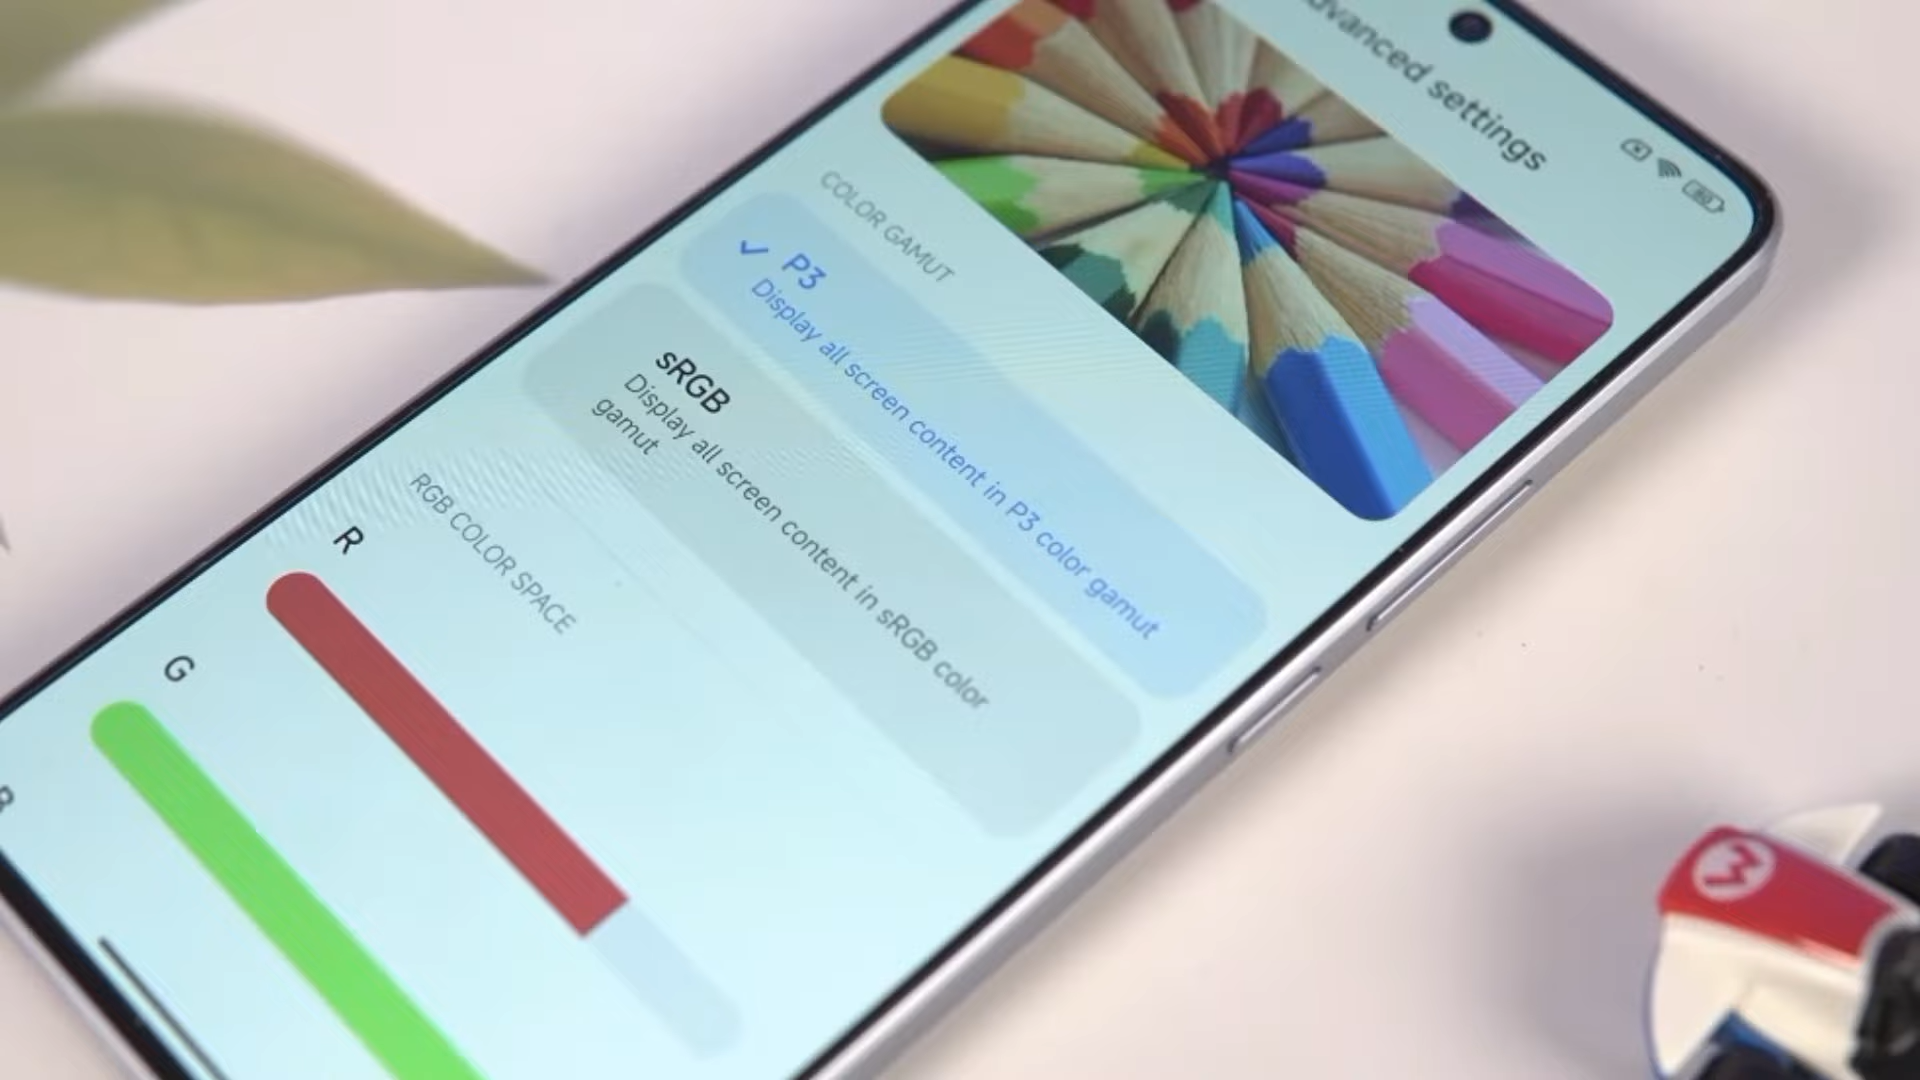 dvanced settings
COLOR GAMUT
P3
Display all screen content in P3 color gamut
sRGB
Display all screen content in sRGB color
gamut
RGB COLOR SPACE
R
G
B
M